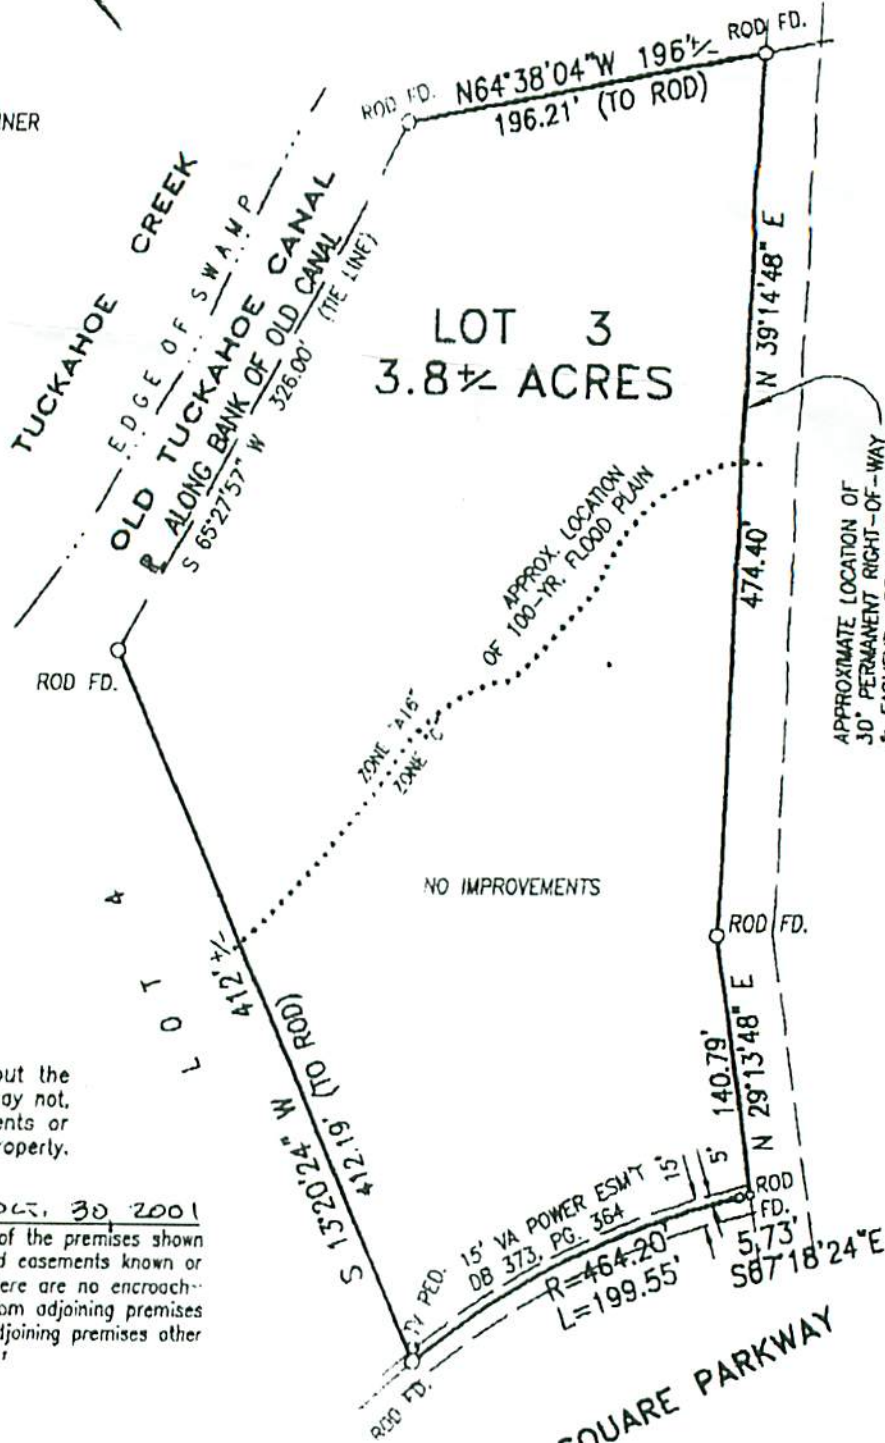 ROD FD.
N64°38'04"W 196'+/-
196.21' (TO ROD)
ROD FD.
NER
TUCKAHOE CREEK
EDGE OF SWAMP
OLD TUCKAHOE CANAL
ALONG BANK OF OLD CANAL
S 65°27'57" W 326.00' (TIE LINE)
LOT 3
3.8+/- ACRES
N 39°14'48" E
474.40'
APPROXIMATE LOCATION OF
30' PERMANENT RIGHT-OF-WAY
APPROX. LOCATION
OF 100-YR. FLOOD PLAIN
ROD FD.
ZONE "A16"
ZONE "C"
NO IMPROVEMENTS
LOT 4
412'+/-
S 13°20'24" W
412.19' (TO ROD)
ROD FD.
140.79'
N 29°13'48" E
out the
ay not,
ents or
operty.
OCT. 30, 2001
of the premises shown
d easements known or
ere are no encroach-
om adjoining premises
djoining premises other
15'
5'
ROD
FD.
5.73'
S67°18'24"E
TV PED.
15' VA POWER ESM'T
DB 373, PG. 364
R=464.20'
L=199.55'
ROD FD.
SQUARE PARKWAY